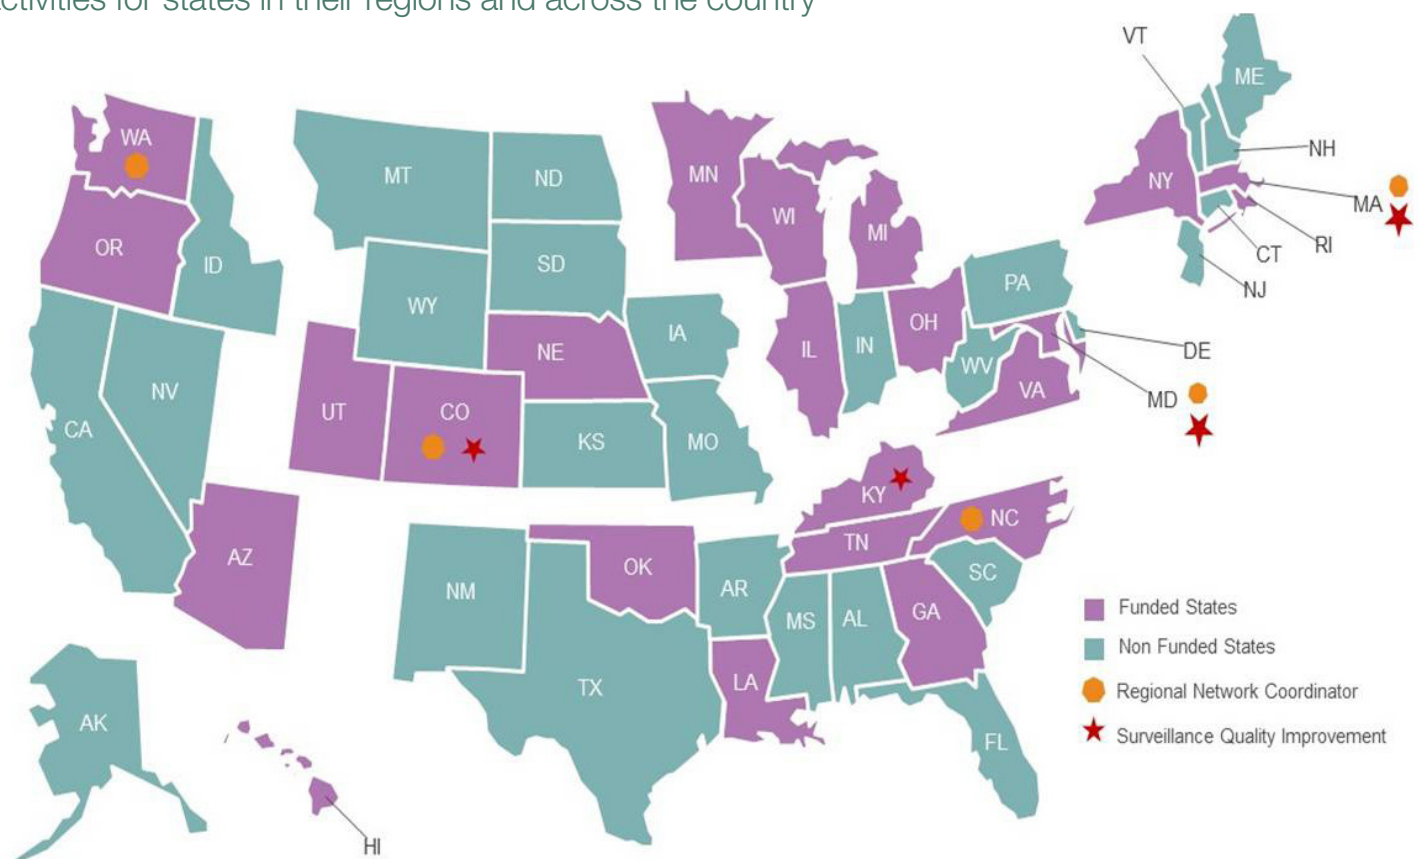 activities for states in their regions and across the country
VT
ME
WA
NH
MT
ND
MN
NY
MA
WI
OR
MI
RI
CT
ID
SD
PA
NJ
WY
OH
IA
IL
IN
DE
NE
WV
NV
UT
CO
VA
MD
CA
KS
MO
KY
NC
TN
AZ
OK
SC
NM
AR
MS
AL
GA
Funded States
Non Funded States
LA
TX
Regional Network Coordinator
AK
Surveillance Quality Improvement
FL
HI